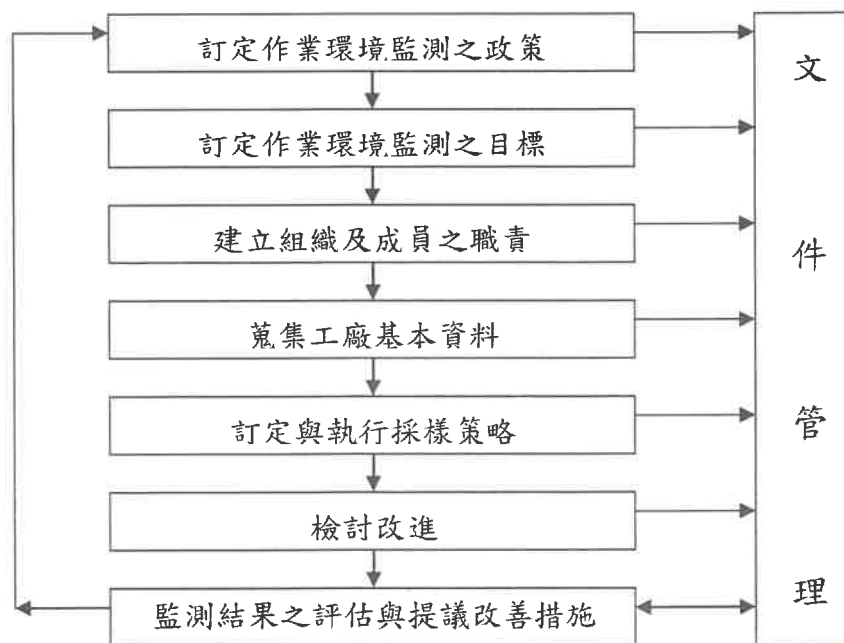 訂定作業環境監測之政策
訂定作業環境監測之目標
建立組織及成員之職責
蒐集工廠基本資料
訂定與執行採樣策略
檢討改進
監測結果之評估與提議改善措施
文件管理